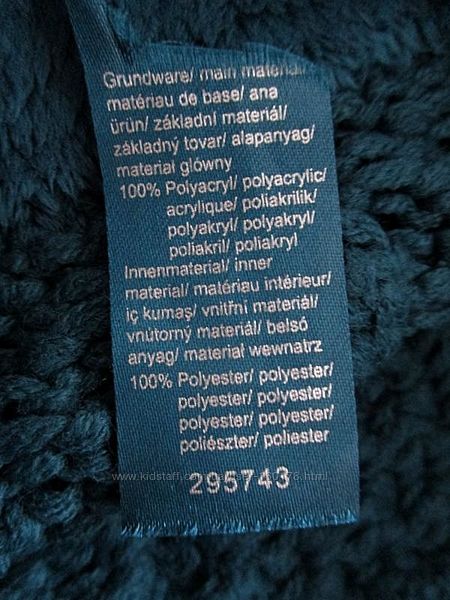 Grundware/ main material/
matériau de base/ ana
ürün/ základní materiál/
základný tovar/ alapanyag/
material główny
100% Polyacryl/ polyacrylic/
acrylique/ poliakrilik/
polyakryl/ polyakryl/
poliakril/ poliakryl
Innenmaterial/ inner
material/ matériau intérieur/
iç kumaş/ vnitřní materiál/
vnútorný materiál/ belső
anyag/ materiał wewnatrz
100% Polyester/ polyester/
polyester/ polyester/
polyester/ polyester/
poliészter/ poliester
295743